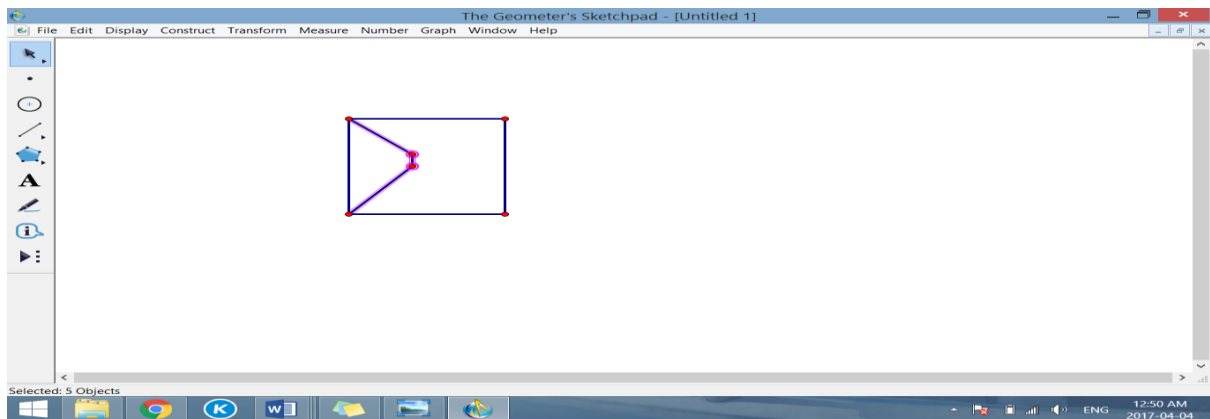 The Geometer's Sketchpad - [Untitled 1]
File Edit Display Construct Transform Measure Number Graph Window Help
A
Selected: 5 Objects
K
W
ENG
12:50 AM
2017-04-04